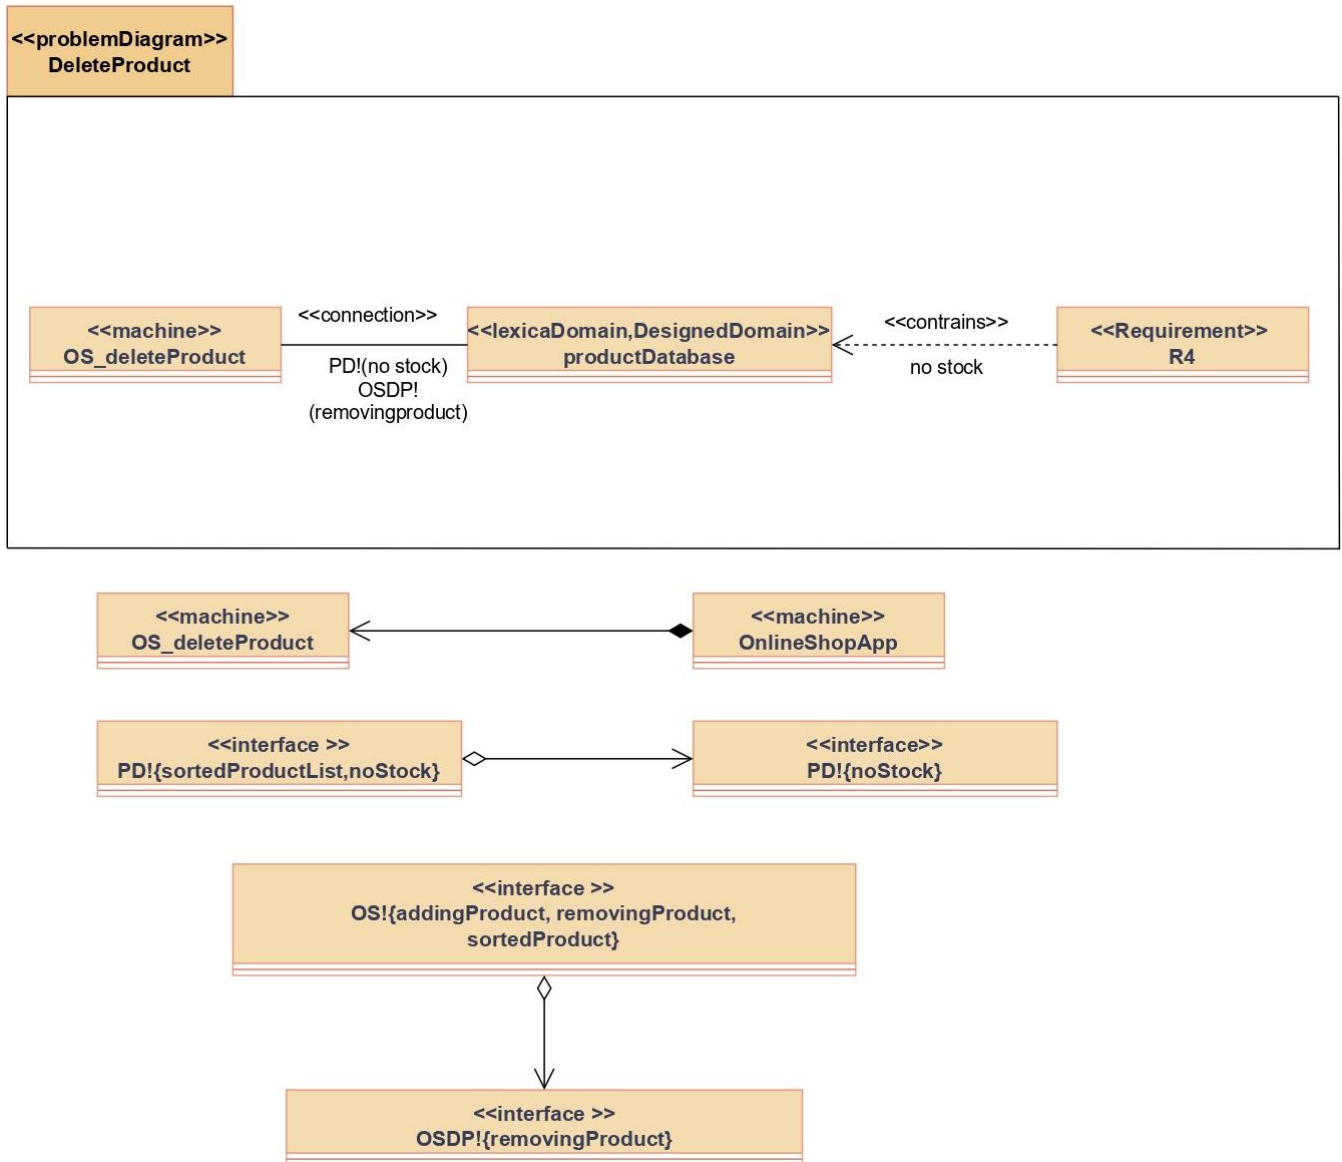 <<problemDiagram>>
DeleteProduct
<<machine>>
OS_deleteProduct
<<connection>>
PD!(no stock)
OSDP!
(removingproduct)
<<lexicaDomain,DesignedDomain>>
productDatabase
<<contrains>>
no stock
<<Requirement>>
R4
<<machine>>
OS_deleteProduct
<<machine>>
OnlineShopApp
<<interface >>
PD!{sortedProductList,noStock}
<<interface>>
PD!{noStock}
<<interface >>
OS!{addingProduct, removingProduct,
sortedProduct}
<<interface >>
OSDP!{removingProduct}